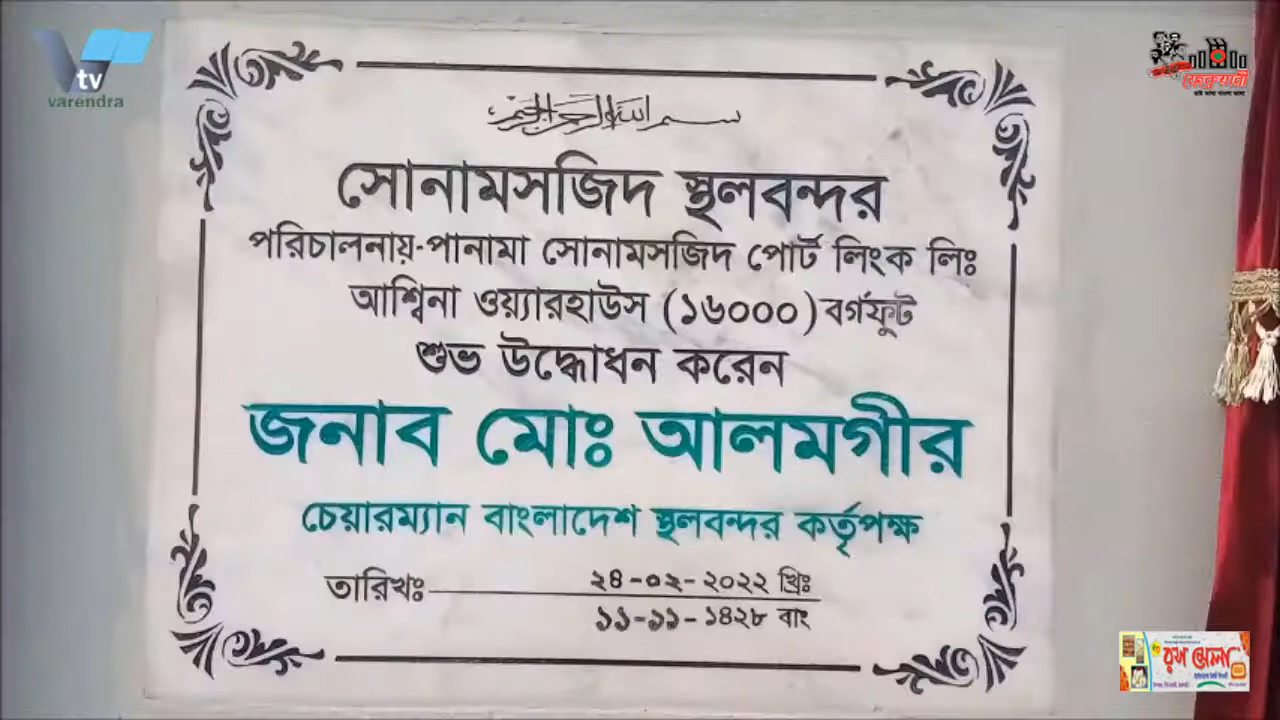 V
tv
varendra
ফেব্রুয়ারী
بسم الله الرحمن الرحيم
সোনামসজিদ স্থলবন্দর
পরিচালনায়-পানামা সোনামসজিদ পোর্ট লিংক লিঃ
আশ্বিনা ওয়্যারহাউস (১৬০০০) বর্গফুট
শুভ উদ্ধোধন করেন
জনাব মোঃ আলমগীর
চেয়ারম্যান বাংলাদেশ স্থলবন্দর কর্তৃপক্ষ
তারিখঃ ২৪-০২-২০২২ খ্রিঃ
১১-১১-১৪২৮ বাং
মেলা